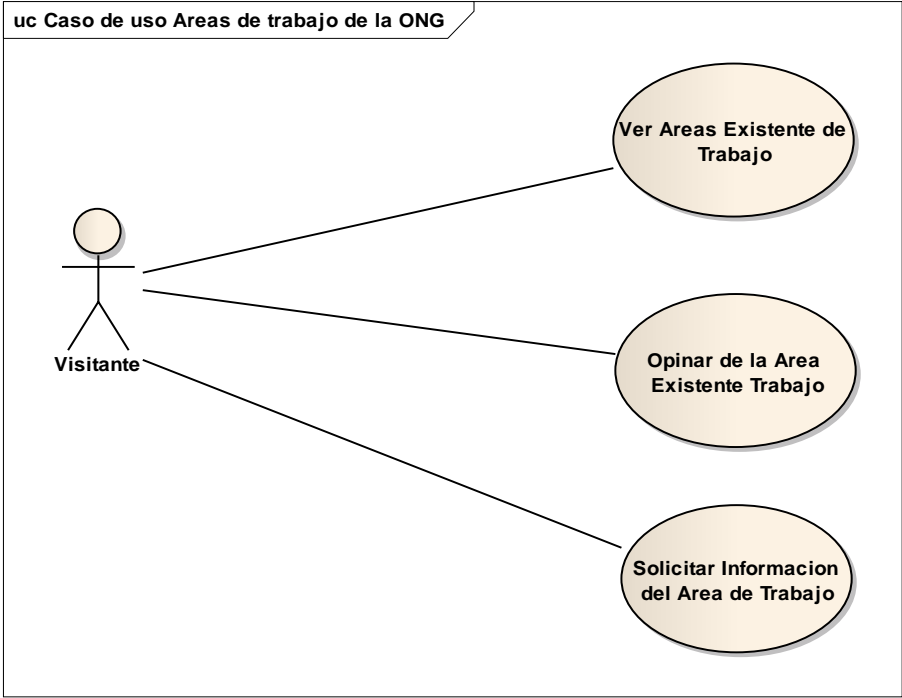 uc Caso de uso Areas de trabajo de la ONG
Ver Areas Existente de
Trabajo
Visitante
Opinar de la Area
Existente Trabajo
Solicitar Informacion
del Area de Trabajo